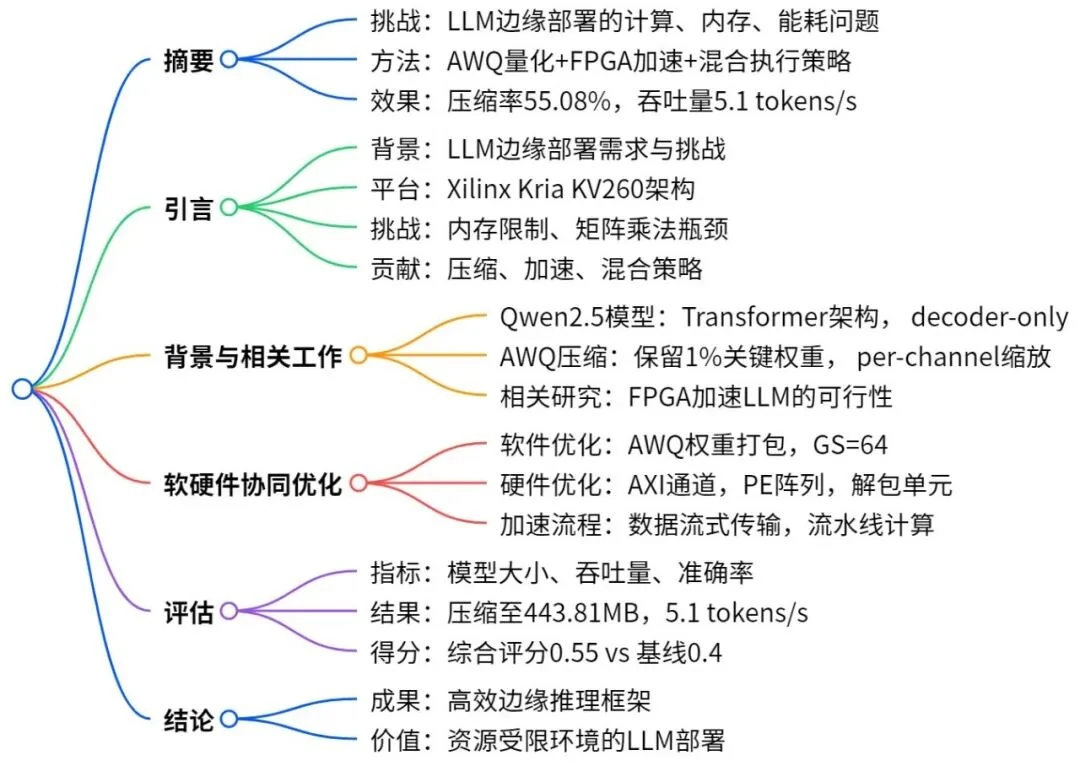 摘要
挑战：LLM边缘部署的计算、内存、能耗问题
方法：AWQ量化+FPGA加速+混合执行策略
效果：压缩率55.08%，吞吐量5.1 tokens/s
引言
背景：LLM边缘部署需求与挑战
平台：Xilinx Kria KV260架构
挑战：内存限制、矩阵乘法瓶颈
贡献：压缩、加速、混合策略
背景与相关工作
Qwen2.5模型：Transformer架构， decoder-only
AWQ压缩：保留1%关键权重， per-channel缩放
相关研究：FPGA加速LLM的可行性
软硬件协同优化
软件优化：AWQ权重打包，GS=64
硬件优化：AXI通道，PE阵列，解包单元
加速流程：数据流式传输，流水线计算
评估
指标：模型大小、吞吐量、准确率
结果：压缩至443.81MB，5.1 tokens/s
得分：综合评分0.55 vs 基线0.4
结论
成果：高效边缘推理框架
价值：资源受限环境的LLM部署